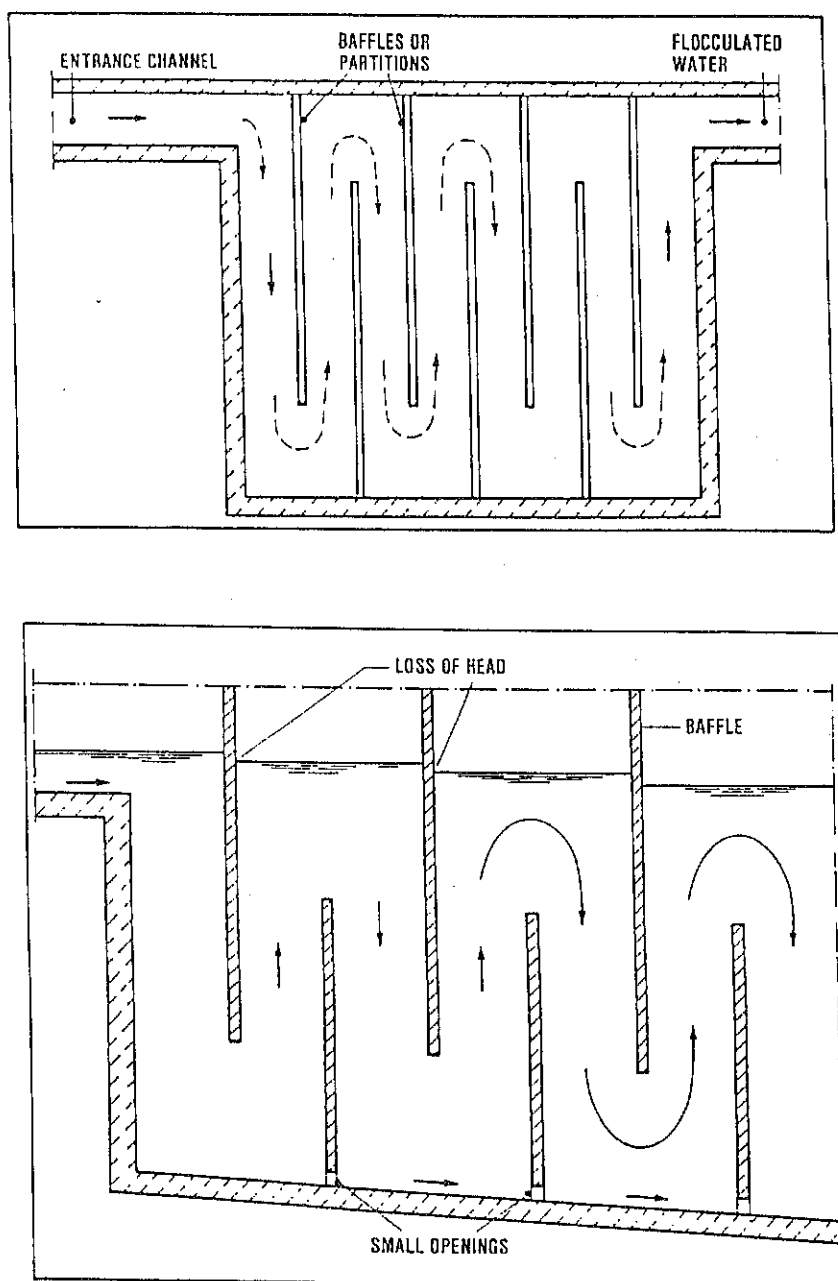 ENTRANCE CHANNEL
BAFFLES OR
PARTITIONS
FLOCCULATED
WATER
LOSS OF HEAD
BAFFLE
SMALL OPENINGS